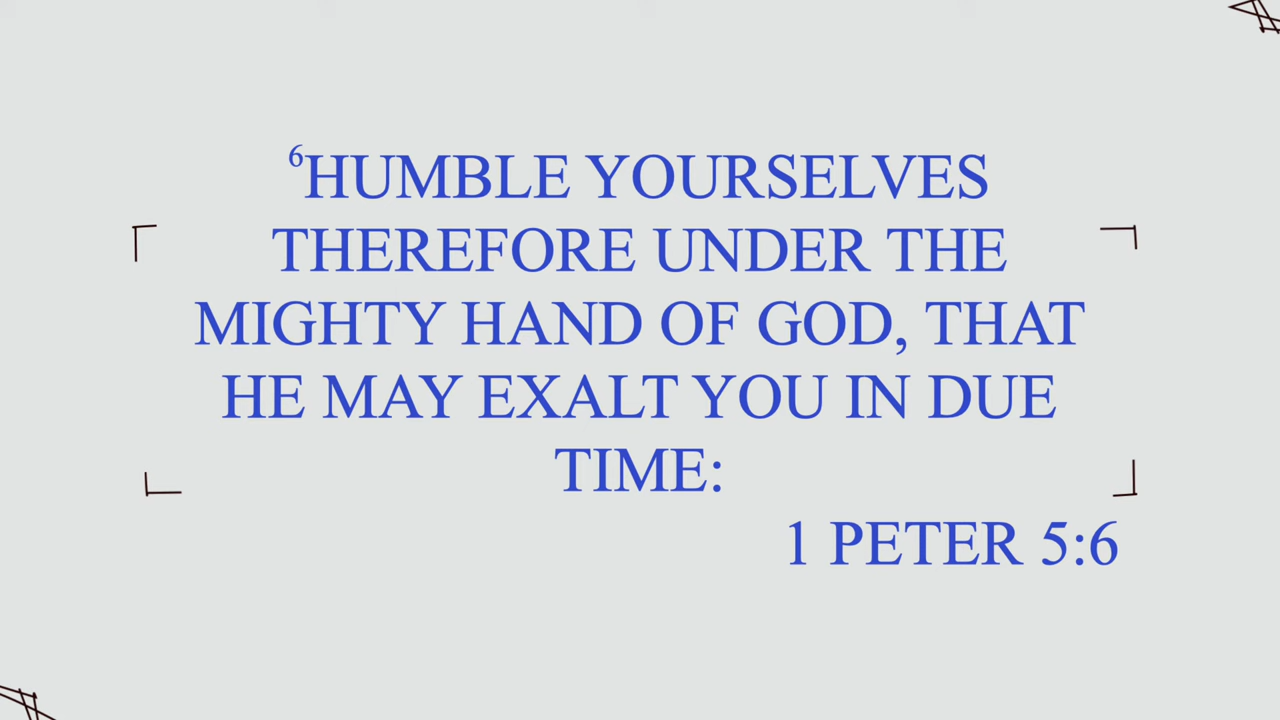 ⁶HUMBLE YOURSELVES
THEREFORE UNDER THE
MIGHTY HAND OF GOD, THAT
HE MAY EXALT YOU IN DUE
TIME:
1 PETER 5:6